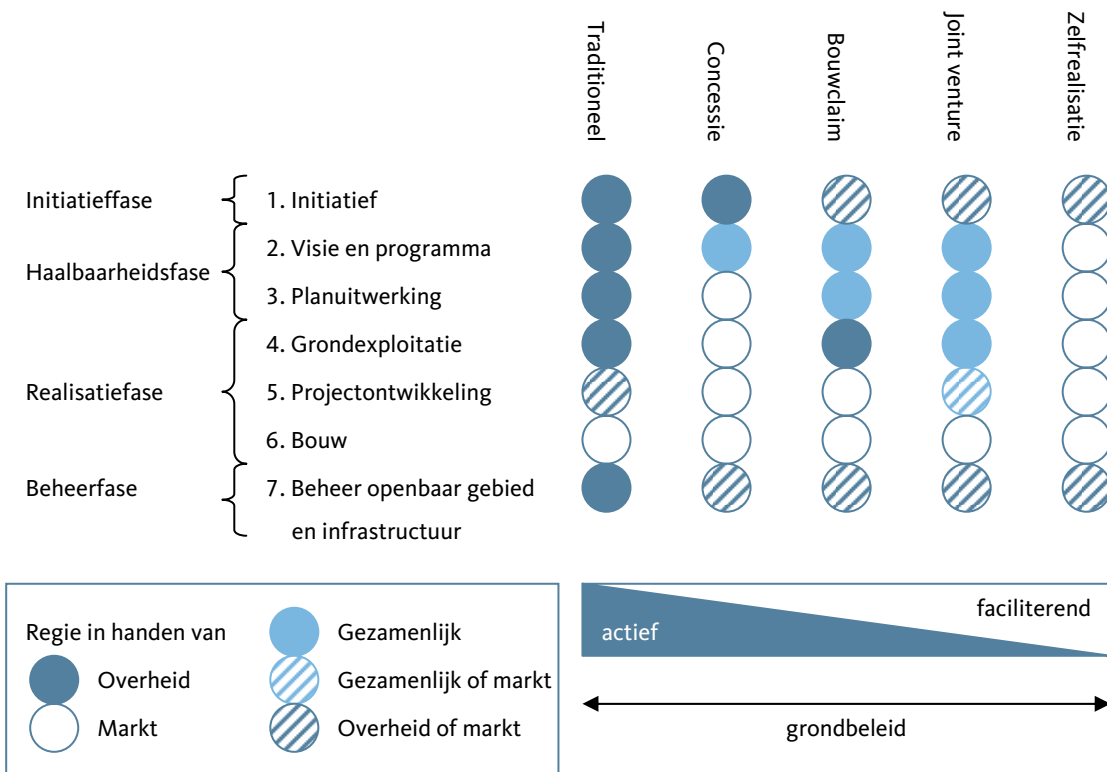 Traditioneel
Concessie
Bouwclaim
Joint venture
Zelfrealisatie
Initiatieffase
1. Initiatief
Haalbaarheidsfase
2. Visie en programma
3. Planuitwerking
Realisatiefase
4. Grondexploitatie
5. Projectontwikkeling
6. Bouw
Beheerfase
7. Beheer openbaar gebied
en infrastructuur
Regie in handen van
Overheid
Markt
Gezamenlijk
Gezamenlijk of markt
Overheid of markt
actief
faciliterend
grondbeleid